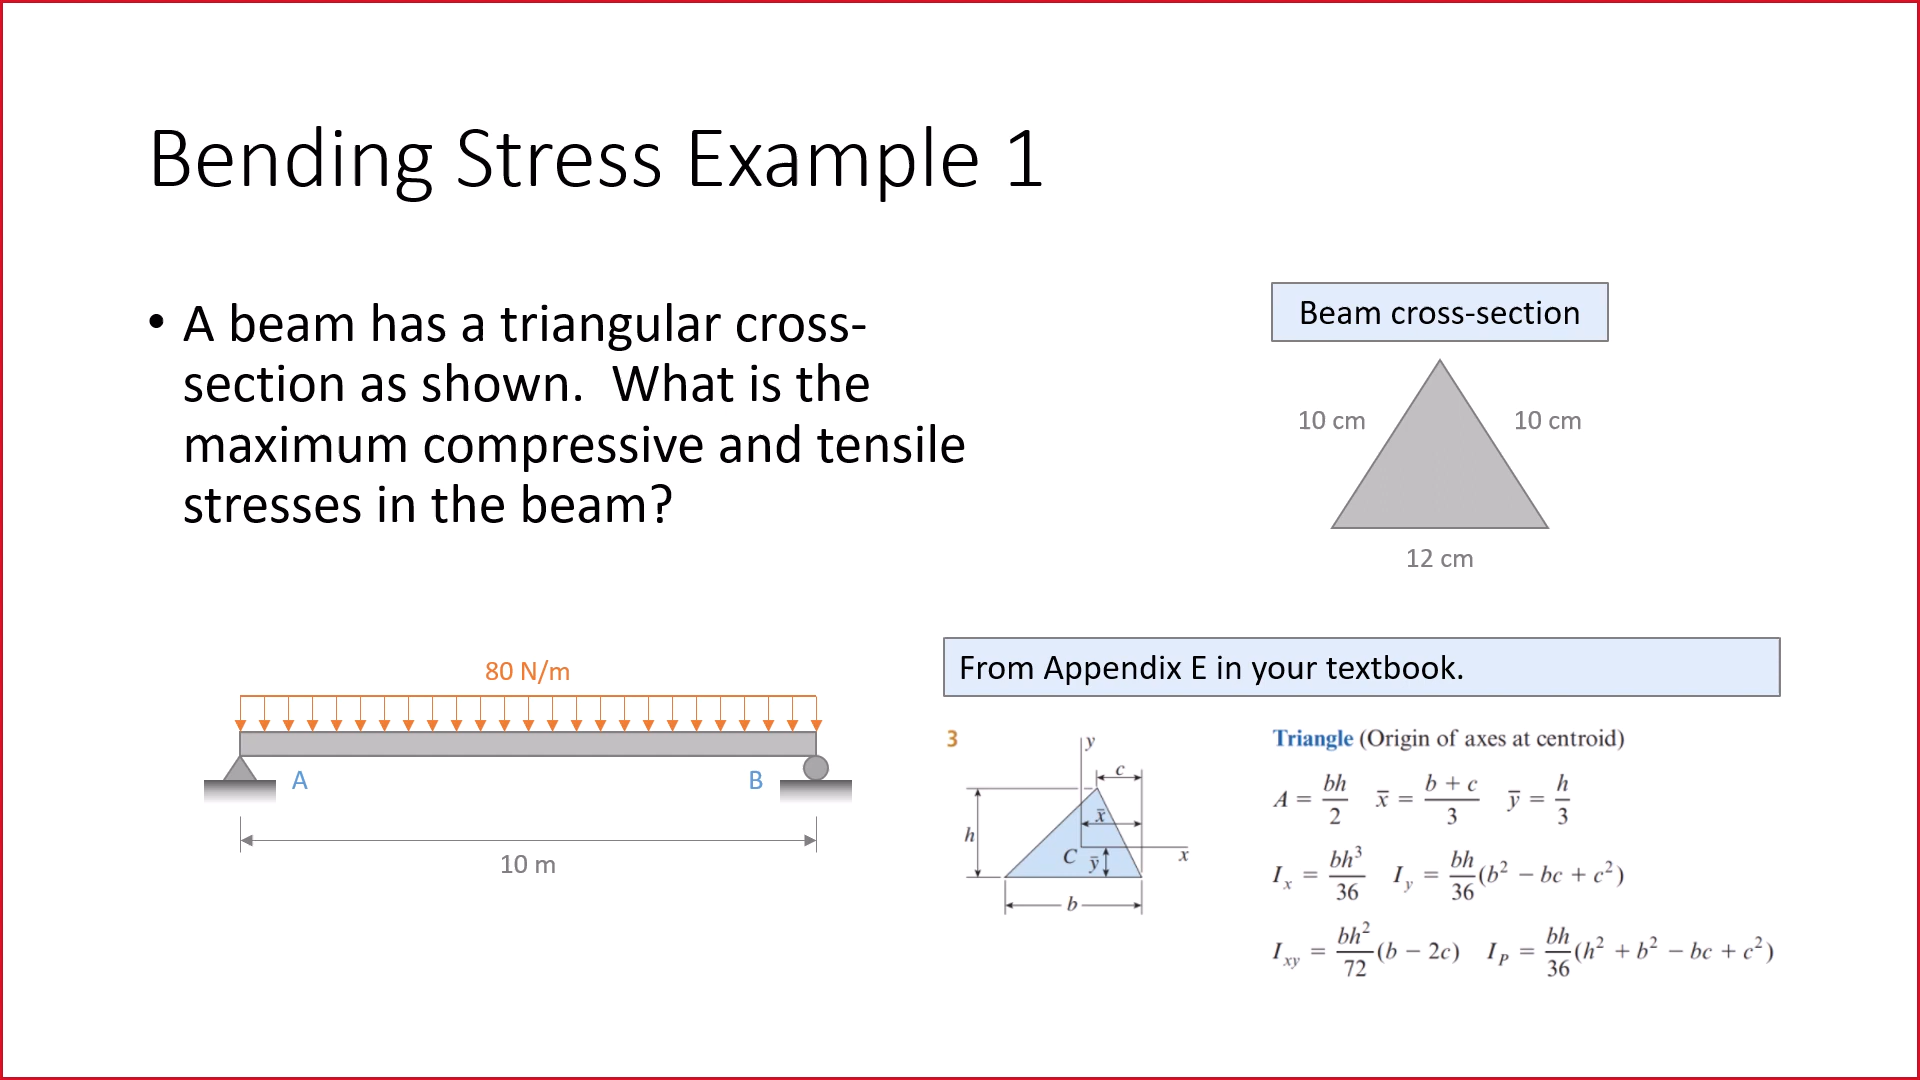 Bending Stress Example 1
• A beam has a triangular cross-
section as shown.  What is the
maximum compressive and tensile
stresses in the beam?
Beam cross-section
10 cm
10 cm
12 cm
80 N/m
A
B
10 m
From Appendix E in your textbook.
3
y
c
x̄
h
C
ȳ
x
b
Triangle (Origin of axes at centroid)
A = bh/2   x̄ = (b + c)/3   ȳ = h/3
I_x = bh³/36   I_y = bh/36 (b² − bc + c²)
I_xy = bh²/72 (b − 2c)   I_P = bh/36 (h² + b² − bc + c²)